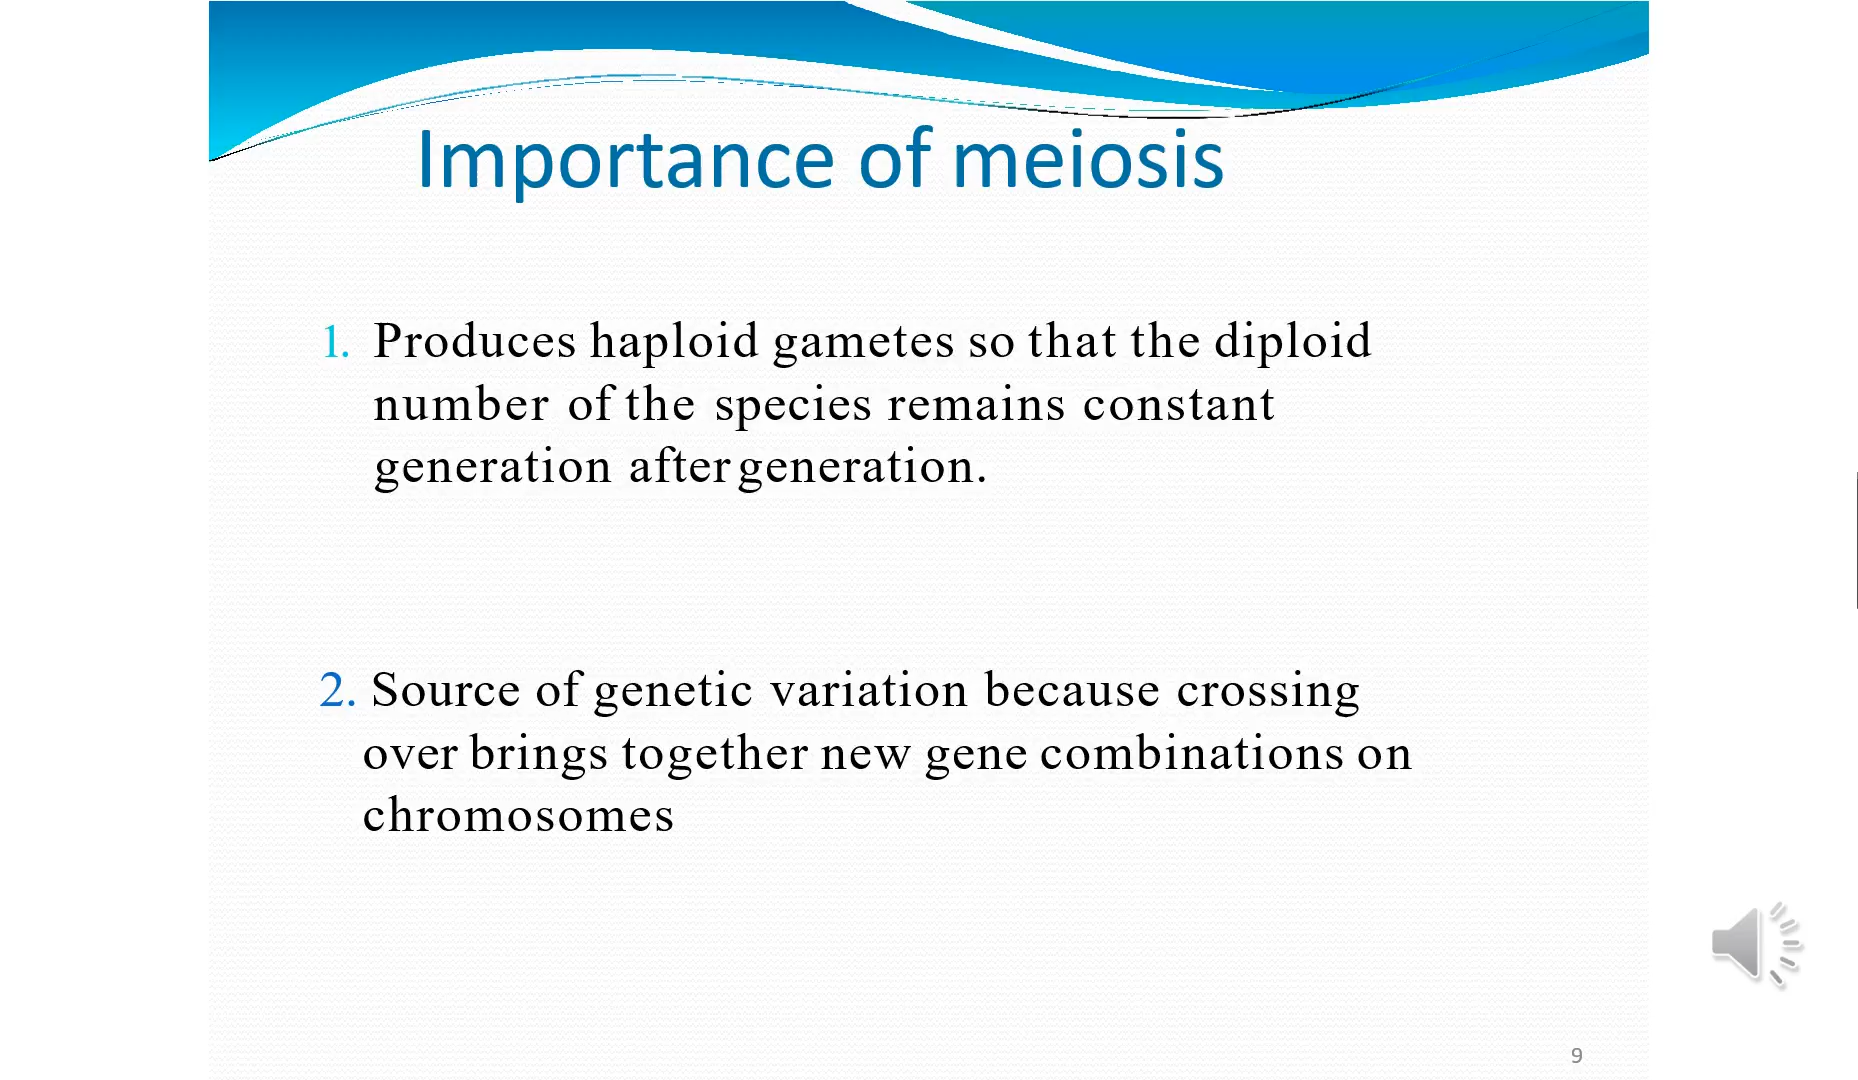 Importance of meiosis
1. Produces haploid gametes so that the diploid
number of the species remains constant
generation after generation.
2. Source of genetic variation because crossing
over brings together new gene combinations on
chromosomes
9